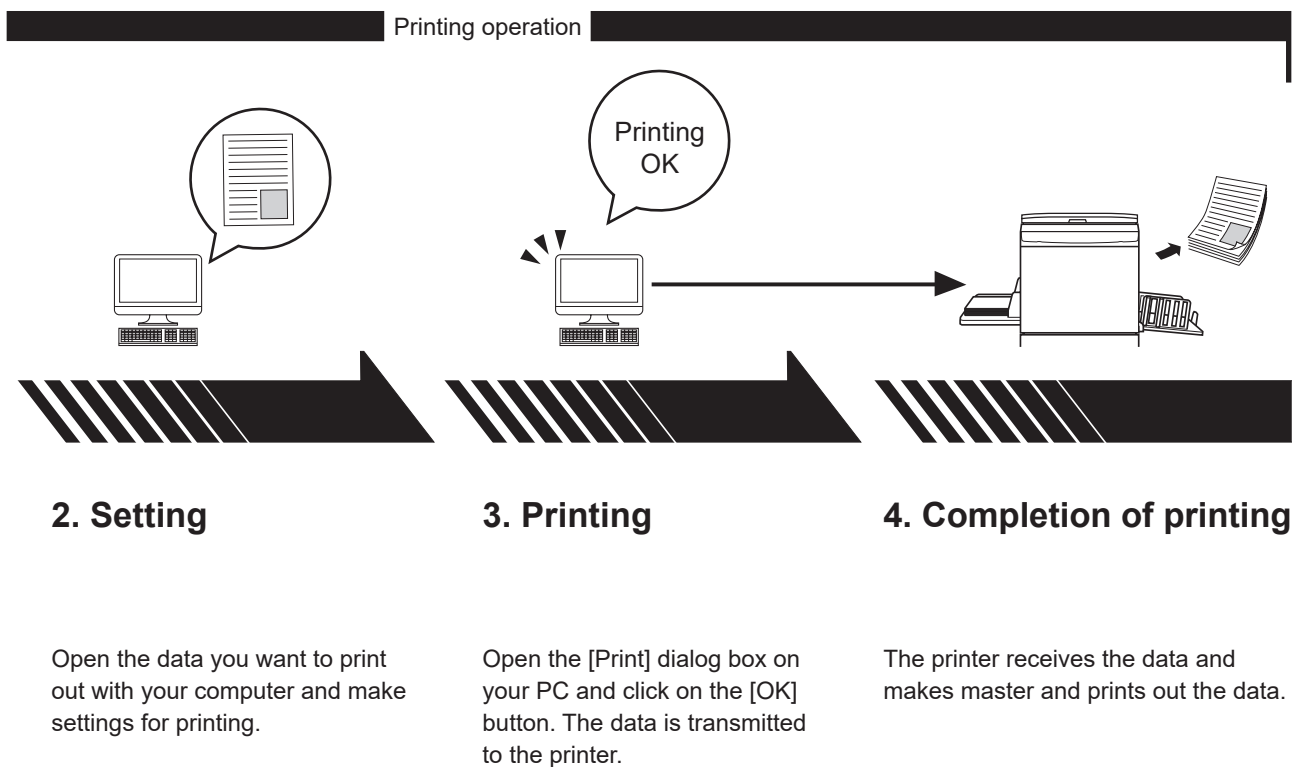 Printing operation
Printing
OK
2. Setting
3. Printing
4. Completion of printing
Open the data you want to print
out with your computer and make
settings for printing.
Open the [Print] dialog box on
your PC and click on the [OK]
button. The data is transmitted
to the printer.
The printer receives the data and
makes master and prints out the data.